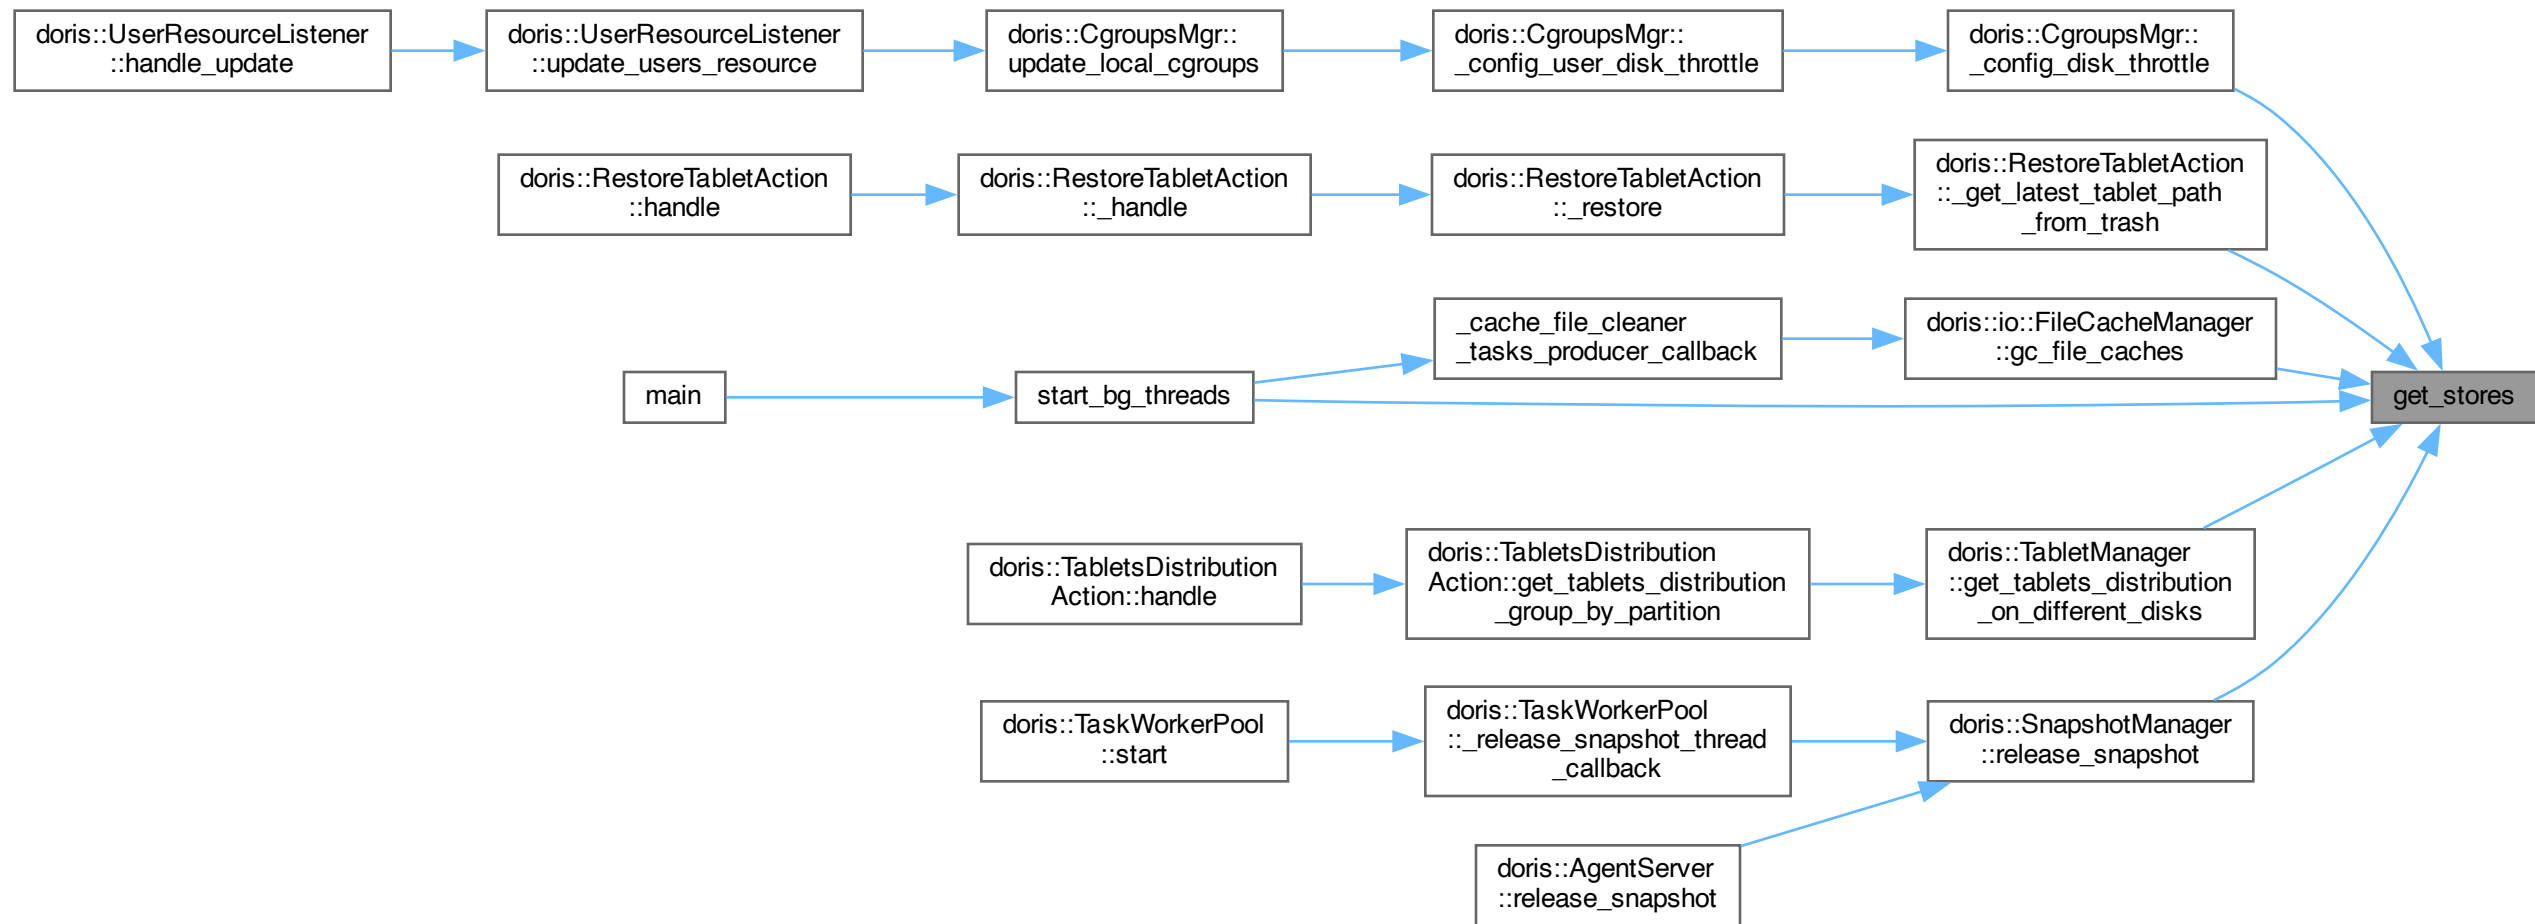 doris::UserResourceListener
::handle_update
doris::UserResourceListener
::update_users_resource
doris::CgroupsMgr::
update_local_cgroups
doris::CgroupsMgr::
_config_user_disk_throttle
doris::CgroupsMgr::
_config_disk_throttle
doris::RestoreTabletAction
::handle
doris::RestoreTabletAction
::_handle
doris::RestoreTabletAction
::_restore
doris::RestoreTabletAction
::_get_latest_tablet_path
_from_trash
_cache_file_cleaner
_tasks_producer_callback
doris::io::FileCacheManager
::gc_file_caches
main
start_bg_threads
get_stores
doris::TabletsDistribution
Action::handle
doris::TabletsDistribution
Action::get_tablets_distribution
_group_by_partition
doris::TabletManager
::get_tablets_distribution
_on_different_disks
doris::TaskWorkerPool
::start
doris::TaskWorkerPool
::_release_snapshot_thread
_callback
doris::SnapshotManager
::release_snapshot
doris::AgentServer
::release_snapshot